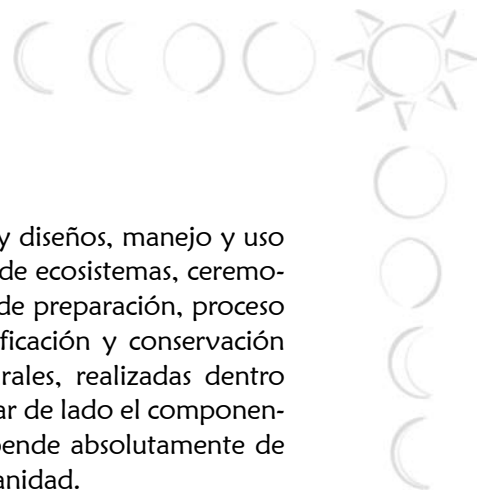 y diseños, manejo y uso
de ecosistemas, ceremo-
de preparación, proceso
ficación y conservación
rales, realizadas dentro
ar de lado el componen-
ende absolutamente de
anidad.